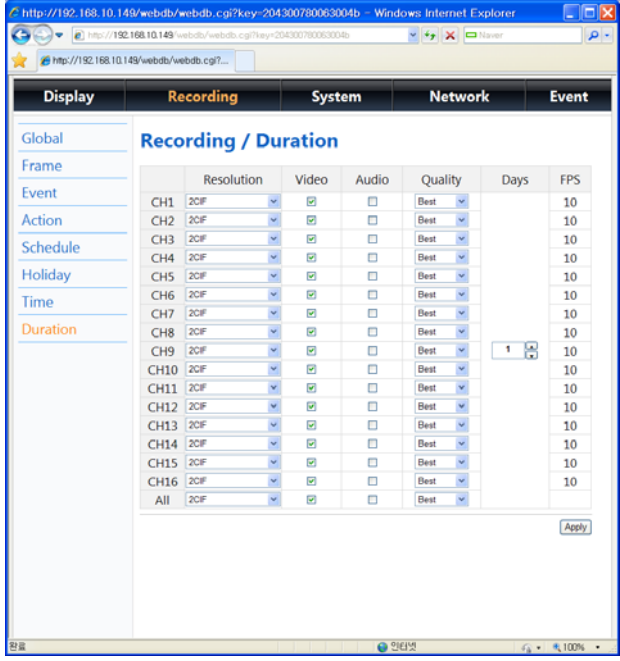 http://192.168.10.149/webdb/webdb.cgi?key=204300780063004b - Windows Internet Explorer
http://192.168.10.149/webdb/webdb.cgi?key=204300780063004b Naver
http://192.168.10.149/webdb/webdb.cgi?...
Display Recording System Network Event
Global
Frame
Event
Action
Schedule
Holiday
Time
Duration
Recording / Duration
Resolution Video Audio Quality Days FPS
CH1 2CIF Best 10
CH2 2CIF Best 10
CH3 2CIF Best 10
CH4 2CIF Best 10
CH5 2CIF Best 10
CH6 2CIF Best 10
CH7 2CIF Best 10
CH8 2CIF Best 10
CH9 2CIF Best 1 10
CH10 2CIF Best 10
CH11 2CIF Best 10
CH12 2CIF Best 10
CH13 2CIF Best 10
CH14 2CIF Best 10
CH15 2CIF Best 10
CH16 2CIF Best 10
All 2CIF Best
Apply
완료 인터넷 100%